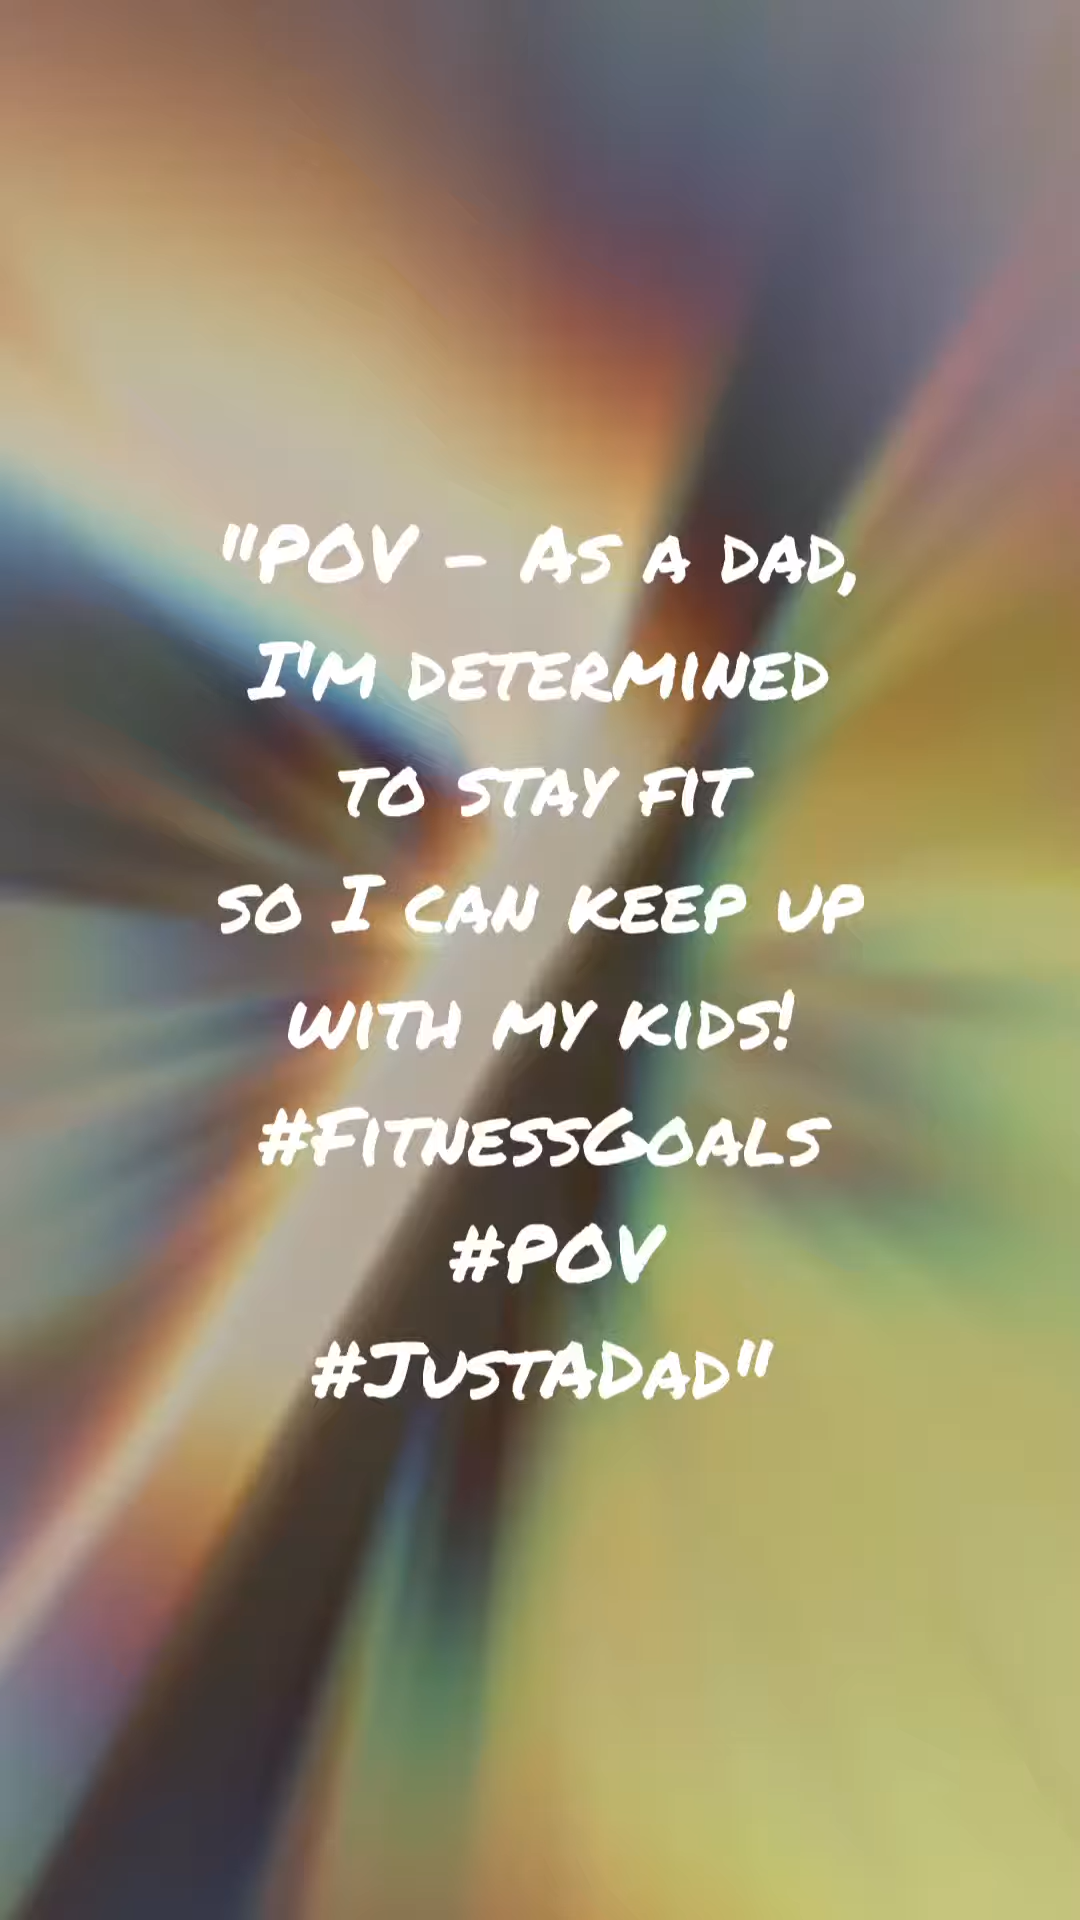 "POV - As a dad,
I'm determined
to stay fit
so I can keep up
with my kids!
#FitnessGoals
#POV
#JustADad"